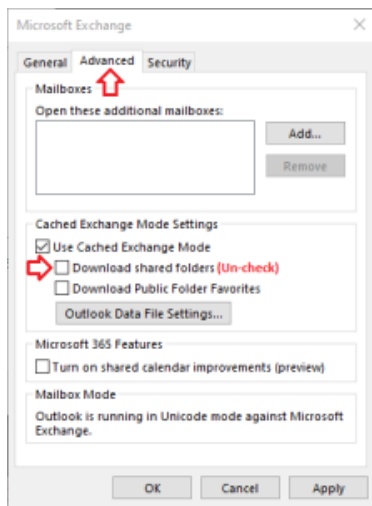 Microsoft Exchange
General Advanced Security
Mailboxes
Open these additional mailboxes:
Add...
Remove
Cached Exchange Mode Settings
Use Cached Exchange Mode
Download shared folders (Un-check)
Download Public Folder Favorites
Outlook Data File Settings...
Microsoft 365 Features
Turn on shared calendar improvements (preview)
Mailbox Mode
Outlook is running in Unicode mode against Microsoft
Exchange.
OK Cancel Apply